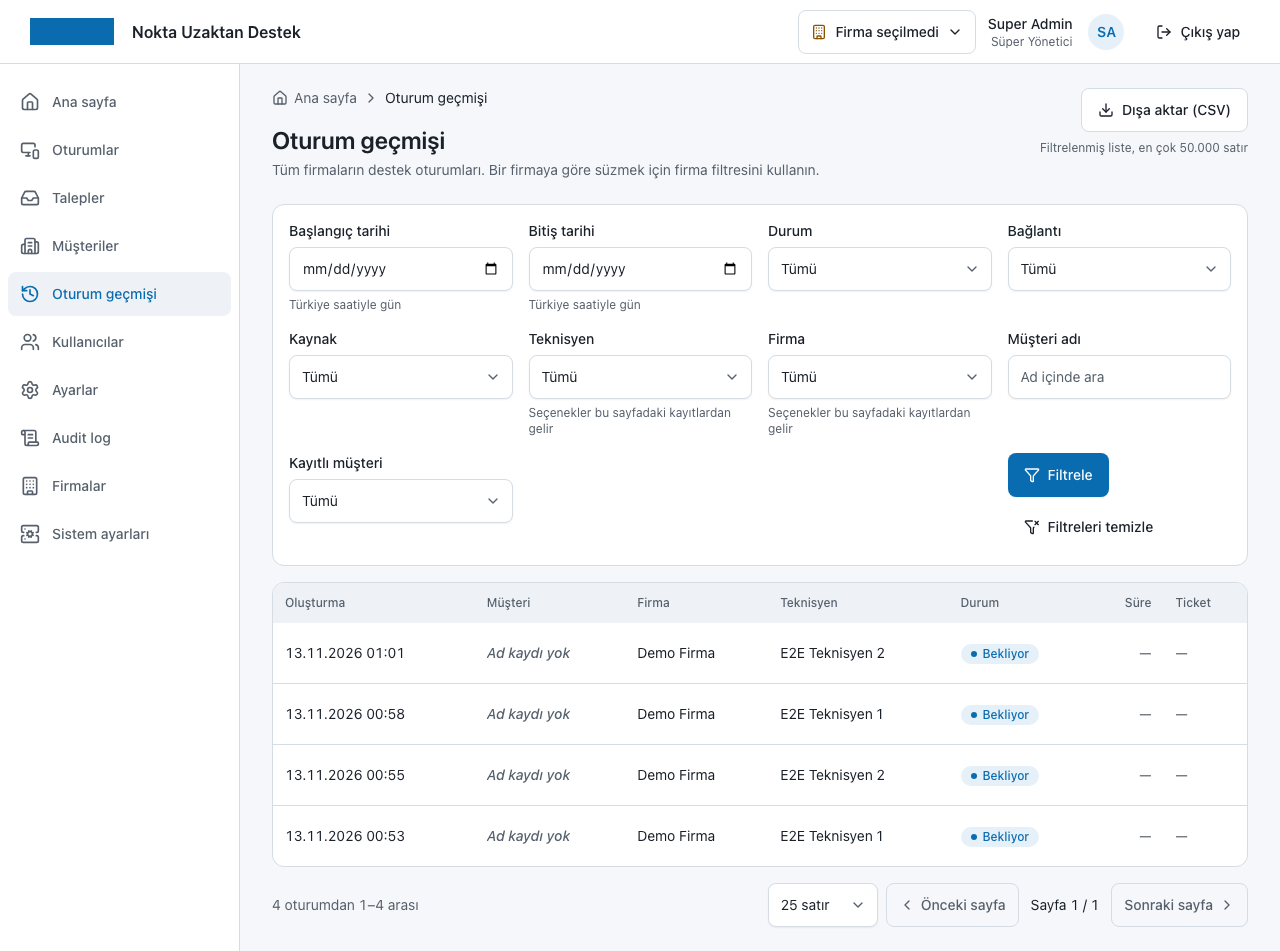 Nokta Uzaktan Destek
Firma seçilmedi
Super Admin
Süper Yönetici
SA
Çıkış yap
Ana sayfa
Oturumlar
Talepler
Müşteriler
Oturum geçmişi
Kullanıcılar
Ayarlar
Audit log
Firmalar
Sistem ayarları
Ana sayfa > Oturum geçmişi
Dışa aktar (CSV)
Filtrelenmiş liste, en çok 50.000 satır
Oturum geçmişi
Tüm firmaların destek oturumları. Bir firmaya göre süzmek için firma filtresini kullanın.
Başlangıç tarihi Bitiş tarihi Durum Bağlantı
mm/dd/yyyy mm/dd/yyyy Tümü Tümü
Türkiye saatiyle gün Türkiye saatiyle gün
Kaynak Teknisyen Firma Müşteri adı
Tümü Tümü Tümü Ad içinde ara
Seçenekler bu sayfadaki kayıtlardan
gelir
Seçenekler bu sayfadaki kayıtlardan
gelir
Kayıtlı müşteri
Tümü
Filtrele
Filtreleri temizle
Oluşturma Müşteri Firma Teknisyen Durum Süre Ticket
13.11.2026 01:01 Ad kaydı yok Demo Firma E2E Teknisyen 2 Bekliyor — —
13.11.2026 00:58 Ad kaydı yok Demo Firma E2E Teknisyen 1 Bekliyor — —
13.11.2026 00:55 Ad kaydı yok Demo Firma E2E Teknisyen 2 Bekliyor — —
13.11.2026 00:53 Ad kaydı yok Demo Firma E2E Teknisyen 1 Bekliyor — —
4 oturumdan 1–4 arası
25 satır
Önceki sayfa
Sayfa 1 / 1
Sonraki sayfa